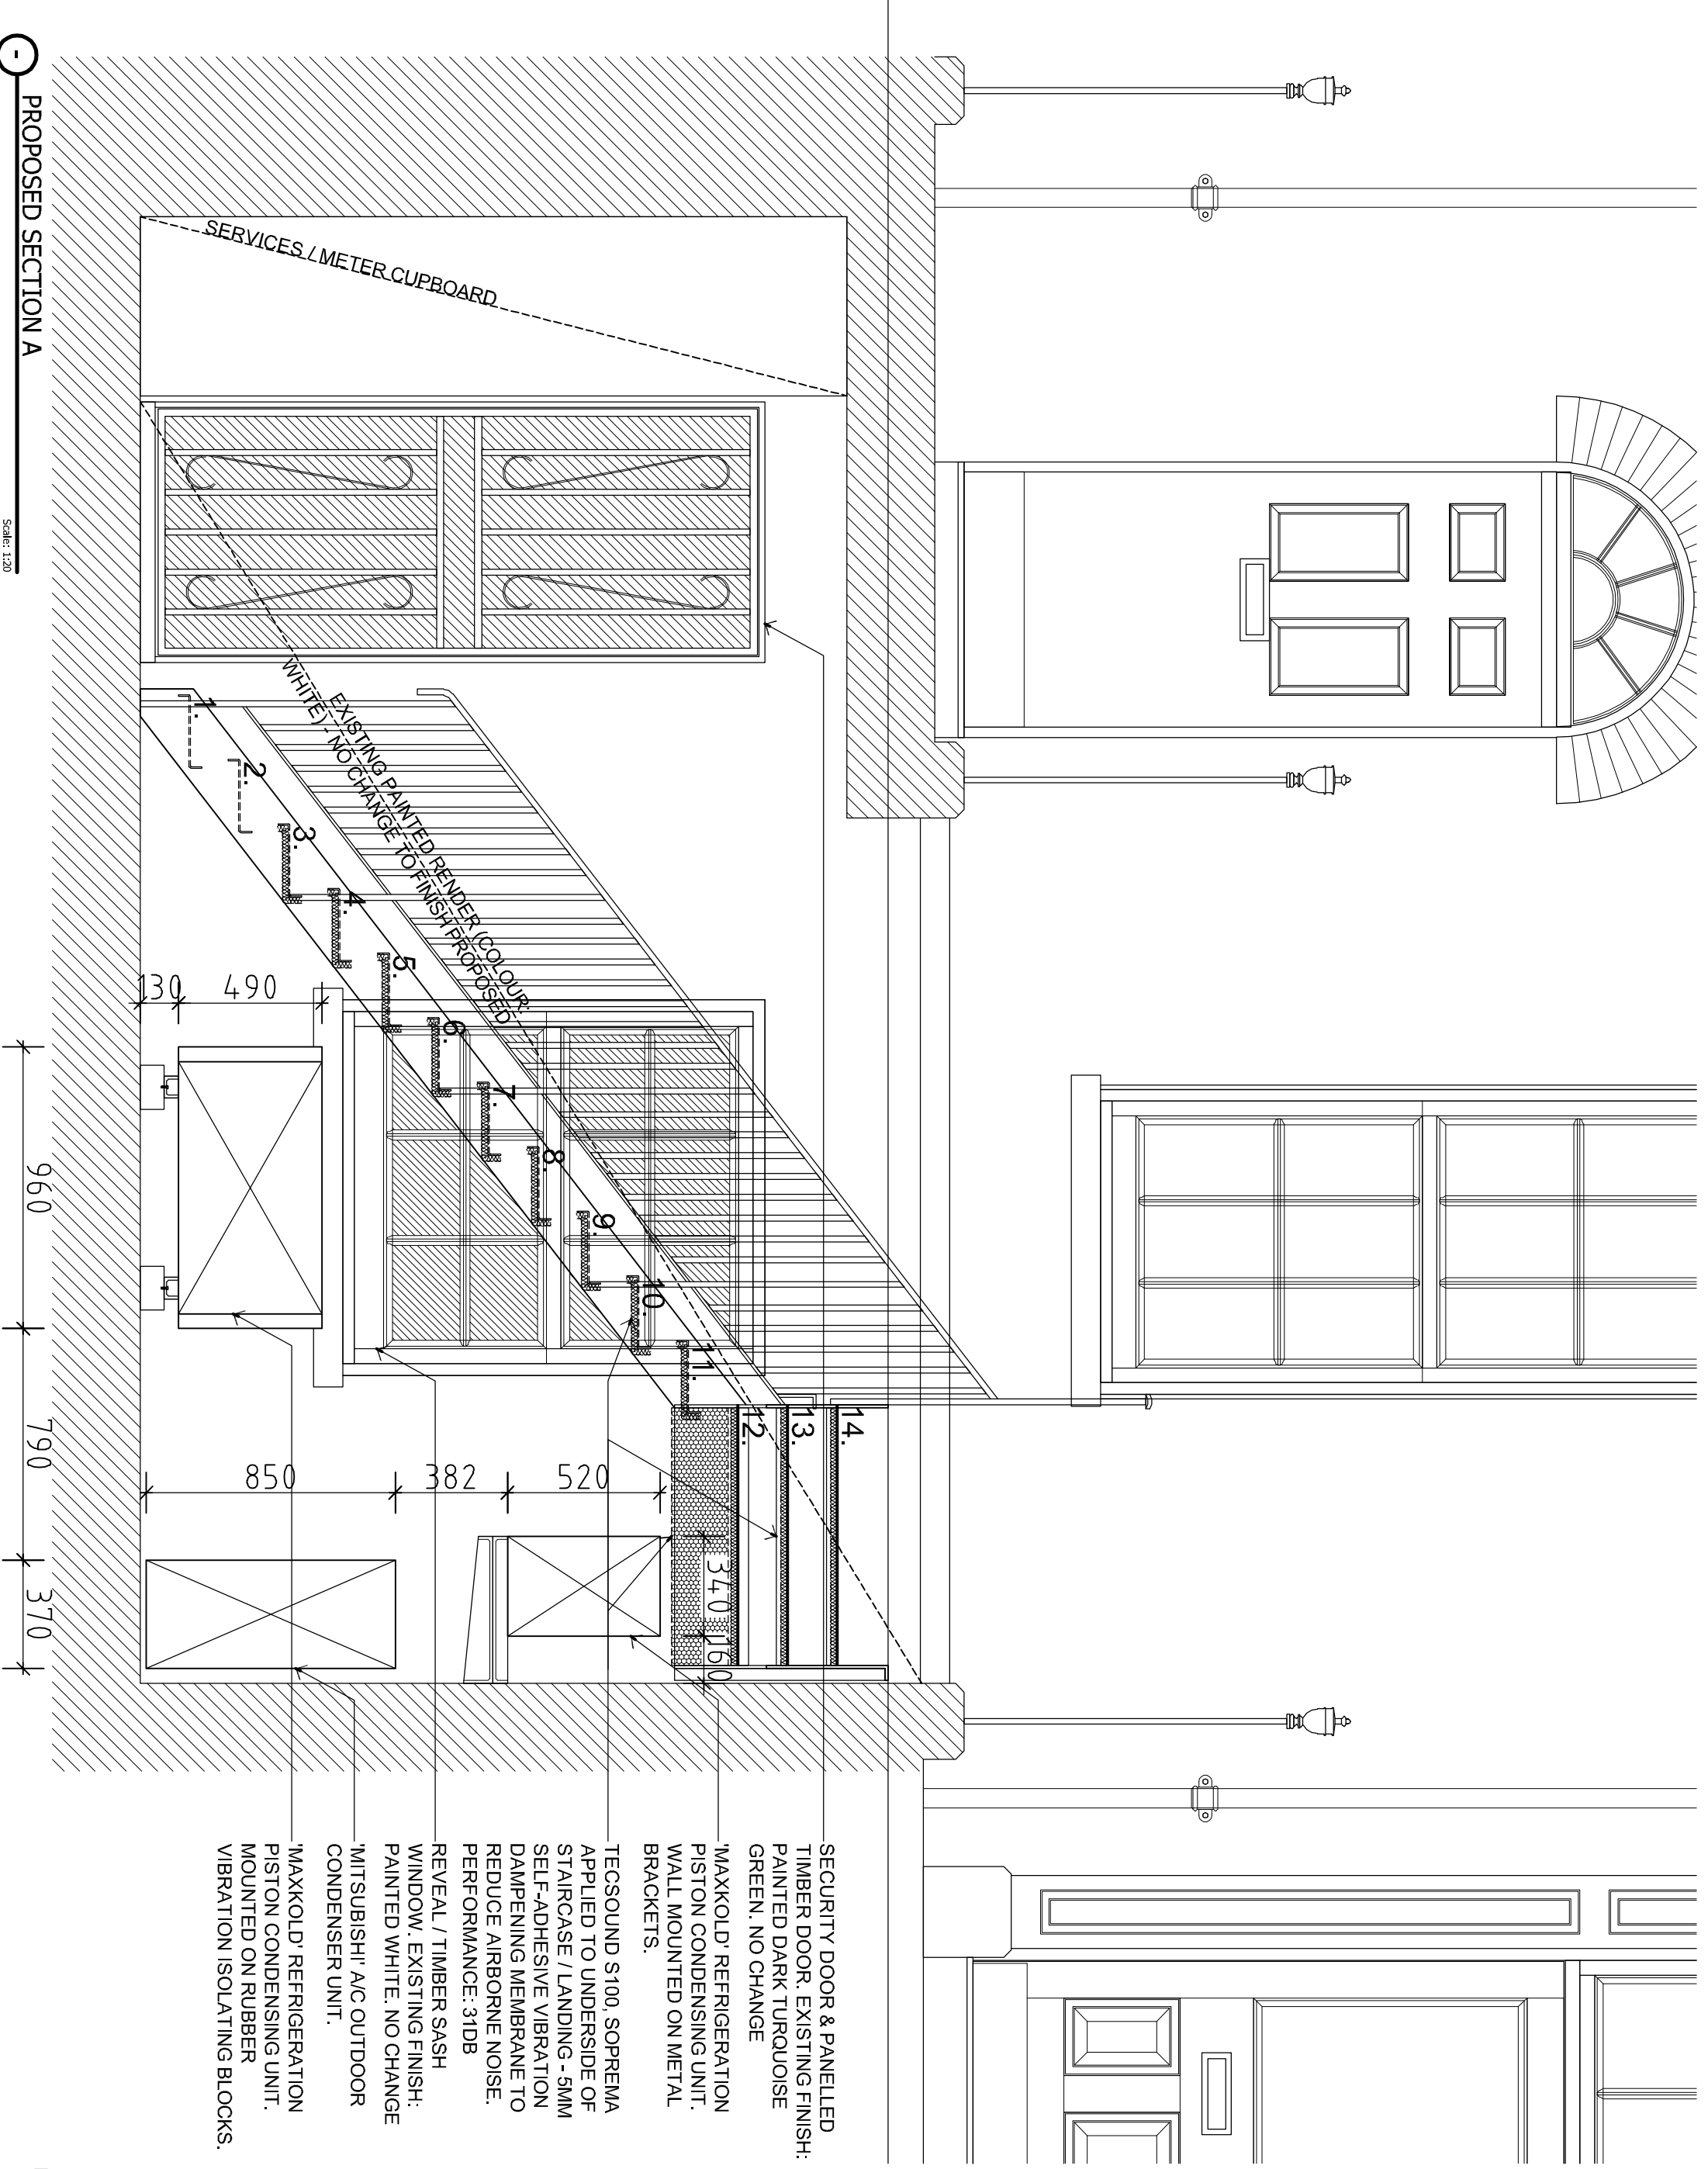 SERVICES / METER CUPBOARD
EXISTING PAINTED RENDER (COLOUR:
WHITE) - NO CHANGE TO FINISH PROPOSED
1.
2.
3.
4.
5.
6.
7.
8.
9.
10.
11.
12.
13.
14.
340
160
520
382
850
490
130
960
790
370
SECURITY DOOR & PANELLED
TIMBER DOOR. EXISTING FINISH:
PAINTED DARK TURQUOISE
GREEN. NO CHANGE
'MAXKOLD' REFRIGERATION
PISTON CONDENSING UNIT.
WALL MOUNTED ON METAL
BRACKETS.
TECSOUND S100, SOPREMA
APPLIED TO UNDERSIDE OF
STAIRCASE / LANDING - 5MM
SELF-ADHESIVE VIBRATION
DAMPENING MEMBRANE TO
REDUCE AIRBORNE NOISE.
PERFORMANCE: 31DB
REVEAL / TIMBER SASH
WINDOW. EXISTING FINISH:
PAINTED WHITE. NO CHANGE
'MITSUBISHI' A/C OUTDOOR
CONDENSER UNIT.
'MAXKOLD' REFRIGERATION
PISTON CONDENSING UNIT.
MOUNTED ON RUBBER
VIBRATION ISOLATING BLOCKS.
-
PROPOSED SECTION A
Scale: 1:20